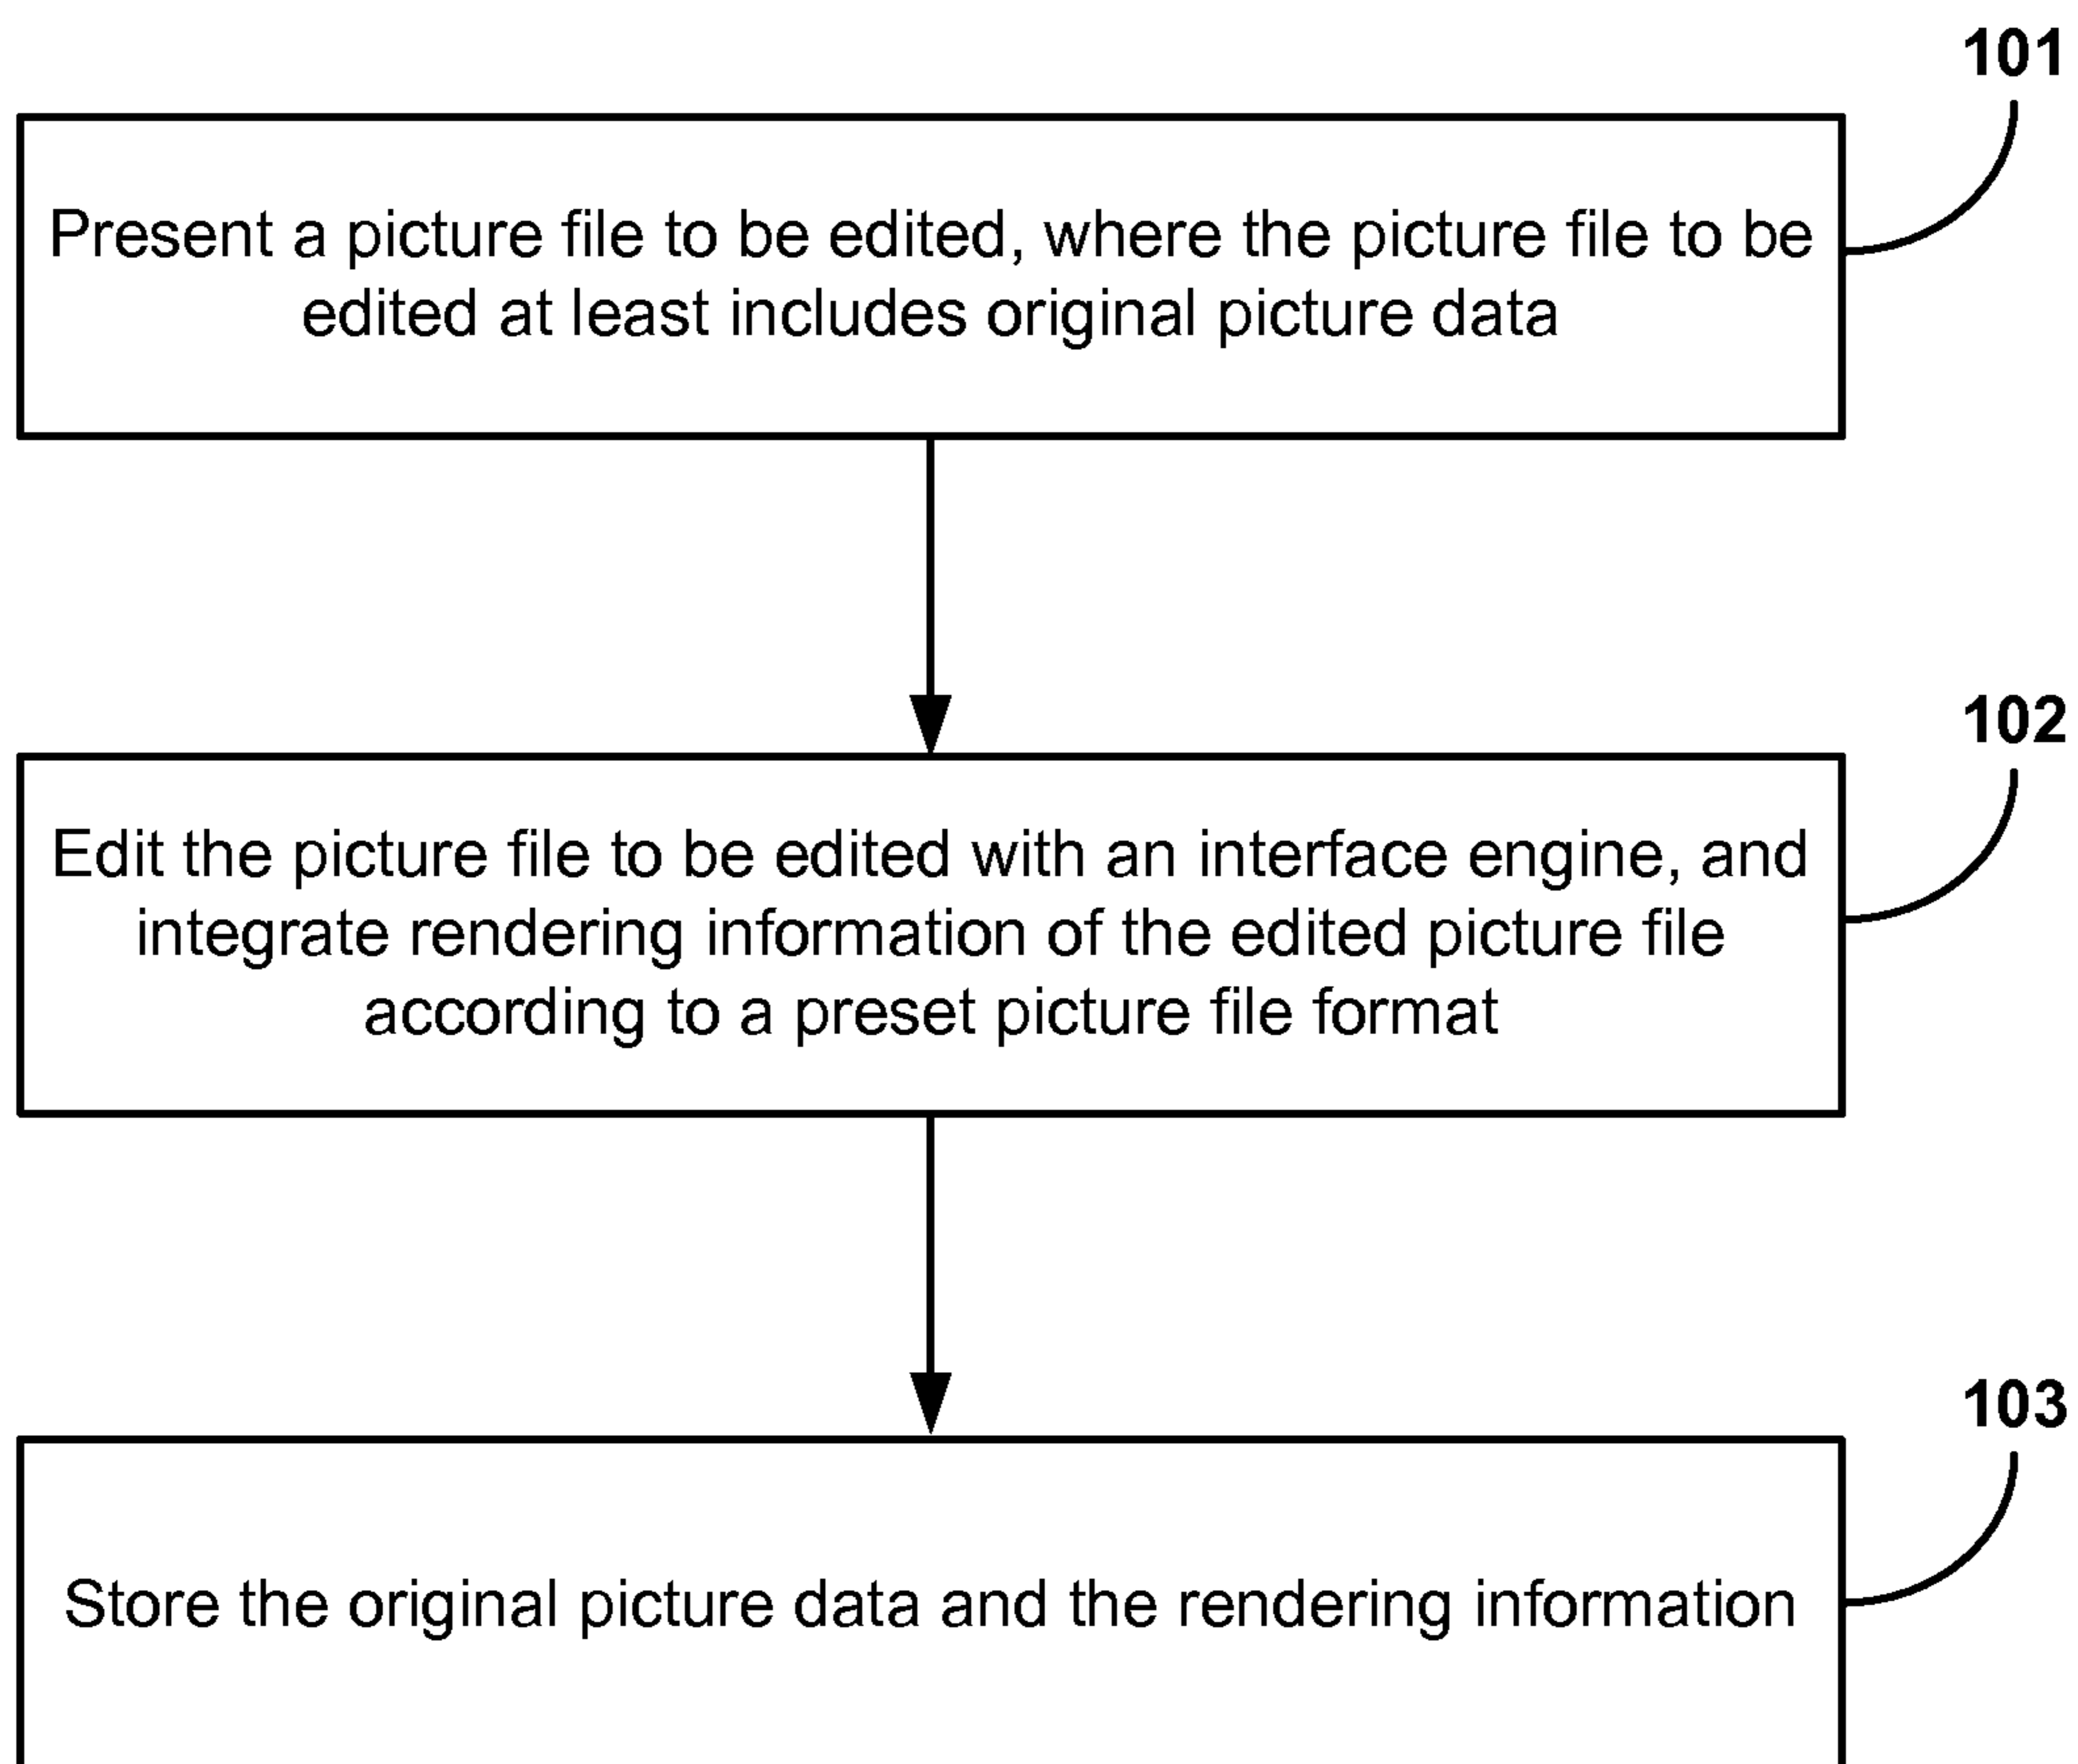 101
Present a picture file to be edited, where the picture file to be
edited at least includes original picture data
102
Edit the picture file to be edited with an interface engine, and
integrate rendering information of the edited picture file
according to a preset picture file format
103
Store the original picture data and the rendering information